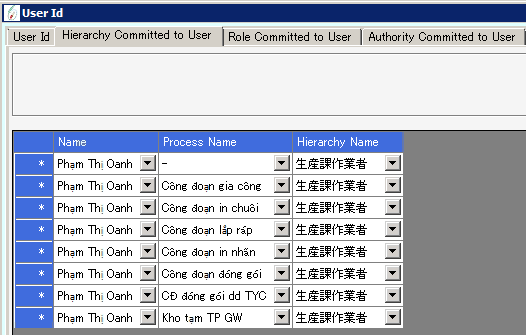 User Id
User Id Hierarchy Committed to User Role Committed to User Authority Committed to User
Name Process Name Hierarchy Name
* Phạm Thị Oanh - 生産課作業者
* Phạm Thị Oanh Công đoạn gia công 生産課作業者
* Phạm Thị Oanh Công đoạn in chuôi 生産課作業者
* Phạm Thị Oanh Công đoạn lắp ráp 生産課作業者
* Phạm Thị Oanh Công đoạn in nhãn 生産課作業者
* Phạm Thị Oanh Công đoạn đóng gói 生産課作業者
* Phạm Thị Oanh CĐ đóng gói dd TYC 生産課作業者
* Phạm Thị Oanh Kho tạm TP GW 生産課作業者